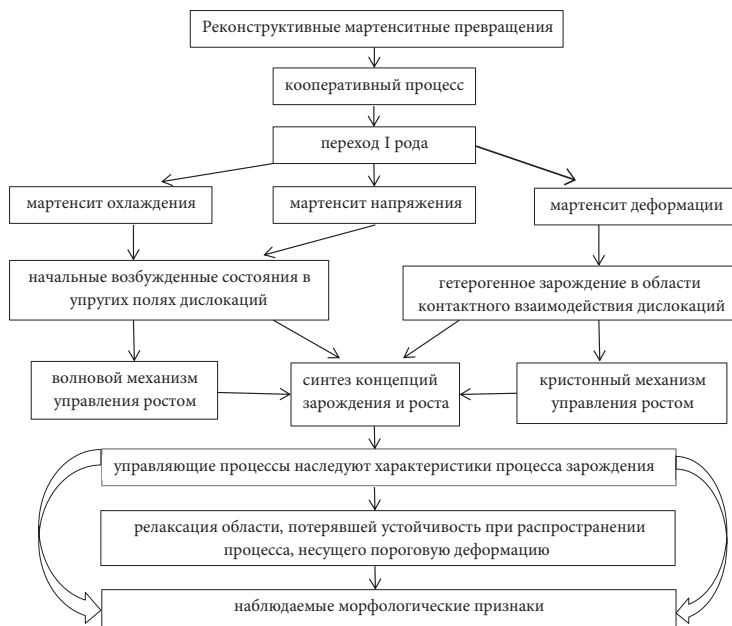 Реконструктивные мартенситные превращения
кооперативный процесс
переход I рода
мартенсит охлаждения
мартенсит напряжения
мартенсит деформации
начальные возбужденные состояния в
упругих полях дислокаций
гетерогенное зарождение в области
контактного взаимодействия дислокаций
волновой механизм
управления ростом
синтез концепций
зарождения и роста
кристонный механизм
управления ростом
управляющие процессы наследуют характеристики процесса зарождения
релаксация области, потерявшей устойчивость при распространении
процесса, несущего пороговую деформацию
наблюдаемые морфологические признаки